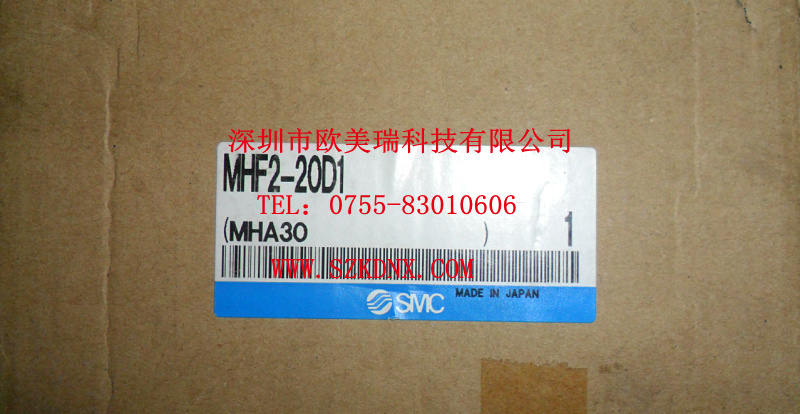 深圳市欧美瑞科技有限公司
MHF2-20D1
TEL: 0755-83010606
(MHA30 ) 1
WWW.SZKDNX.COM
SMC MADE IN JAPAN